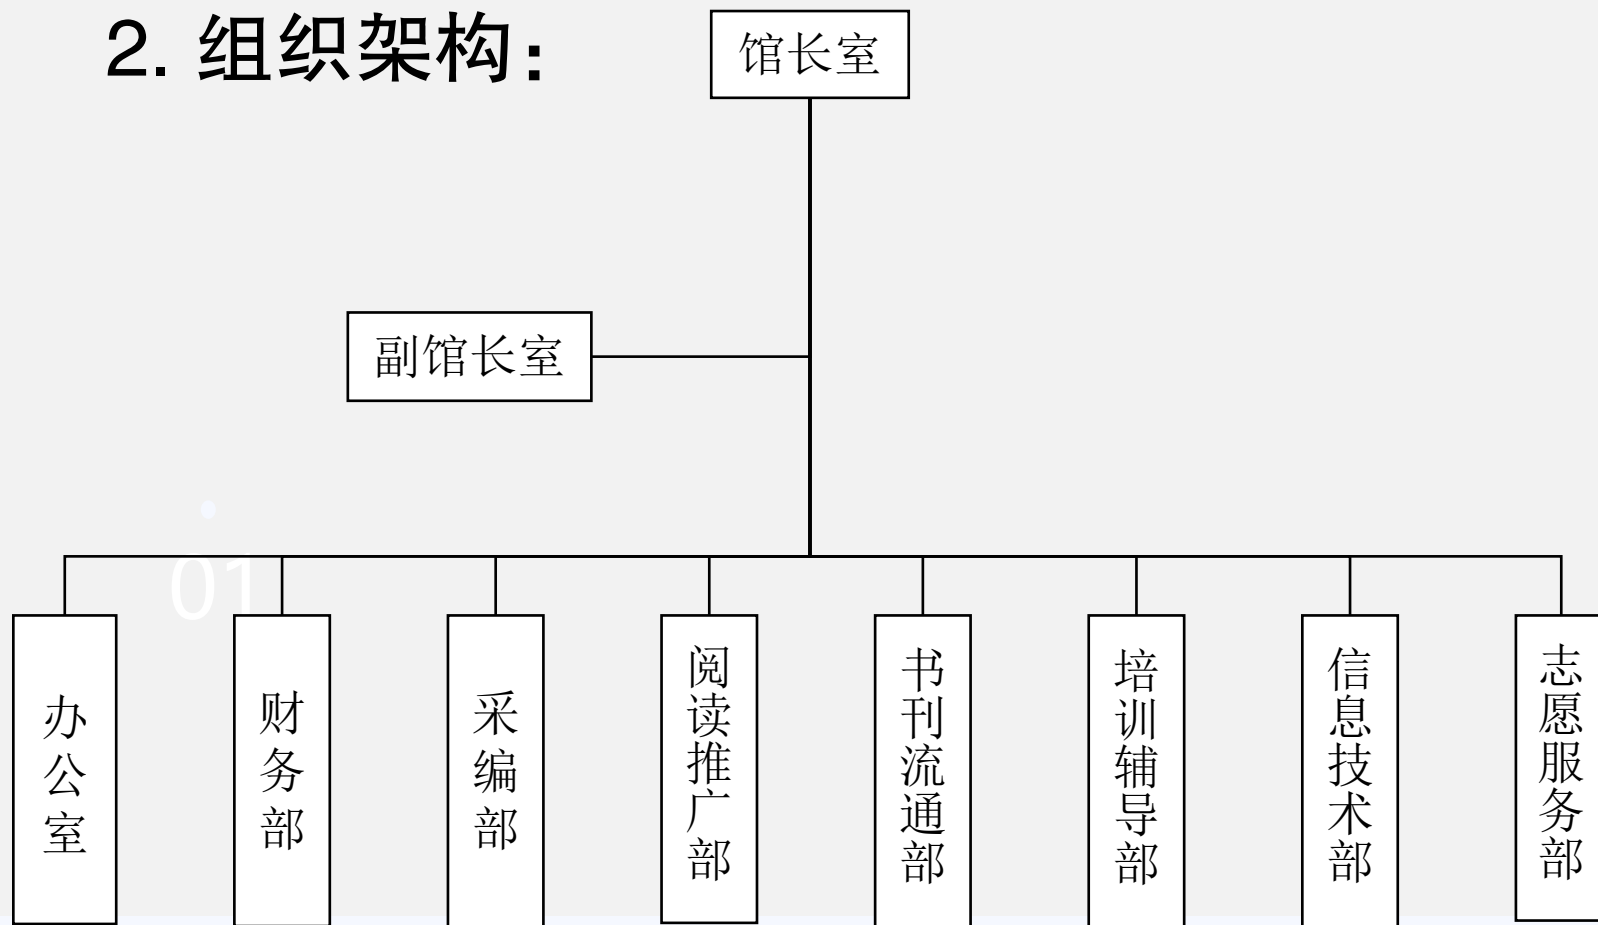 2. 组织架构：
馆长室
副馆长室
01
办公室
财务部
采编部
阅读推广部
书刊流通部
培训辅导部
信息技术部
志愿服务部